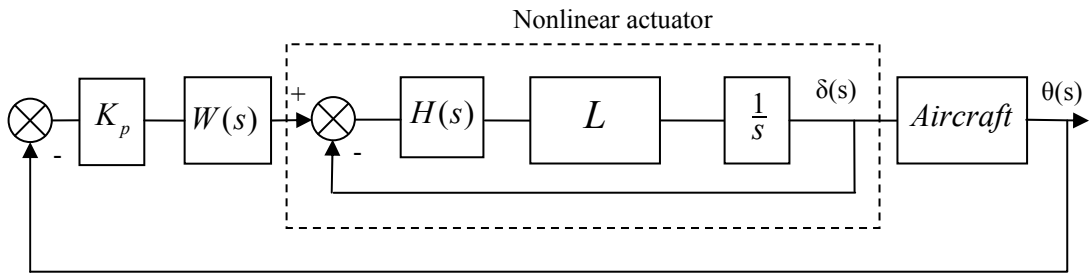 Nonlinear actuator
K_p
W(s)
+
-
H(s)
L
1/s
δ(s)
Aircraft
θ(s)
-